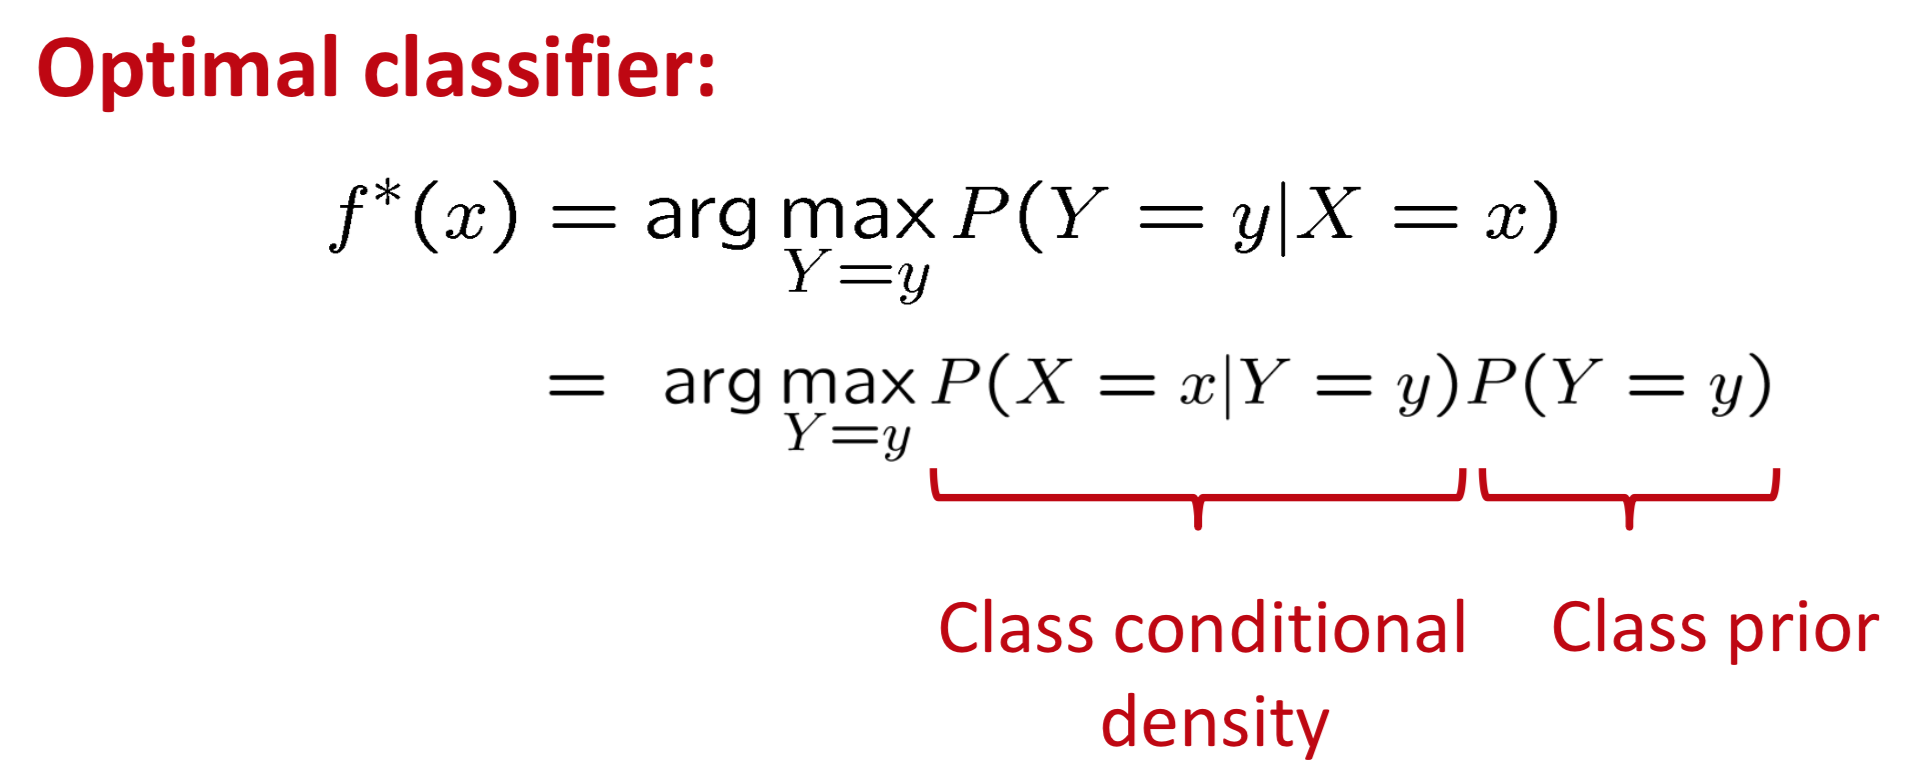 Optimal classifier:
f*(x) = arg max P(Y = y|X = x)
Y=y
= arg max P(X = x|Y = y)P(Y = y)
Y=y
Class conditional density
Class prior